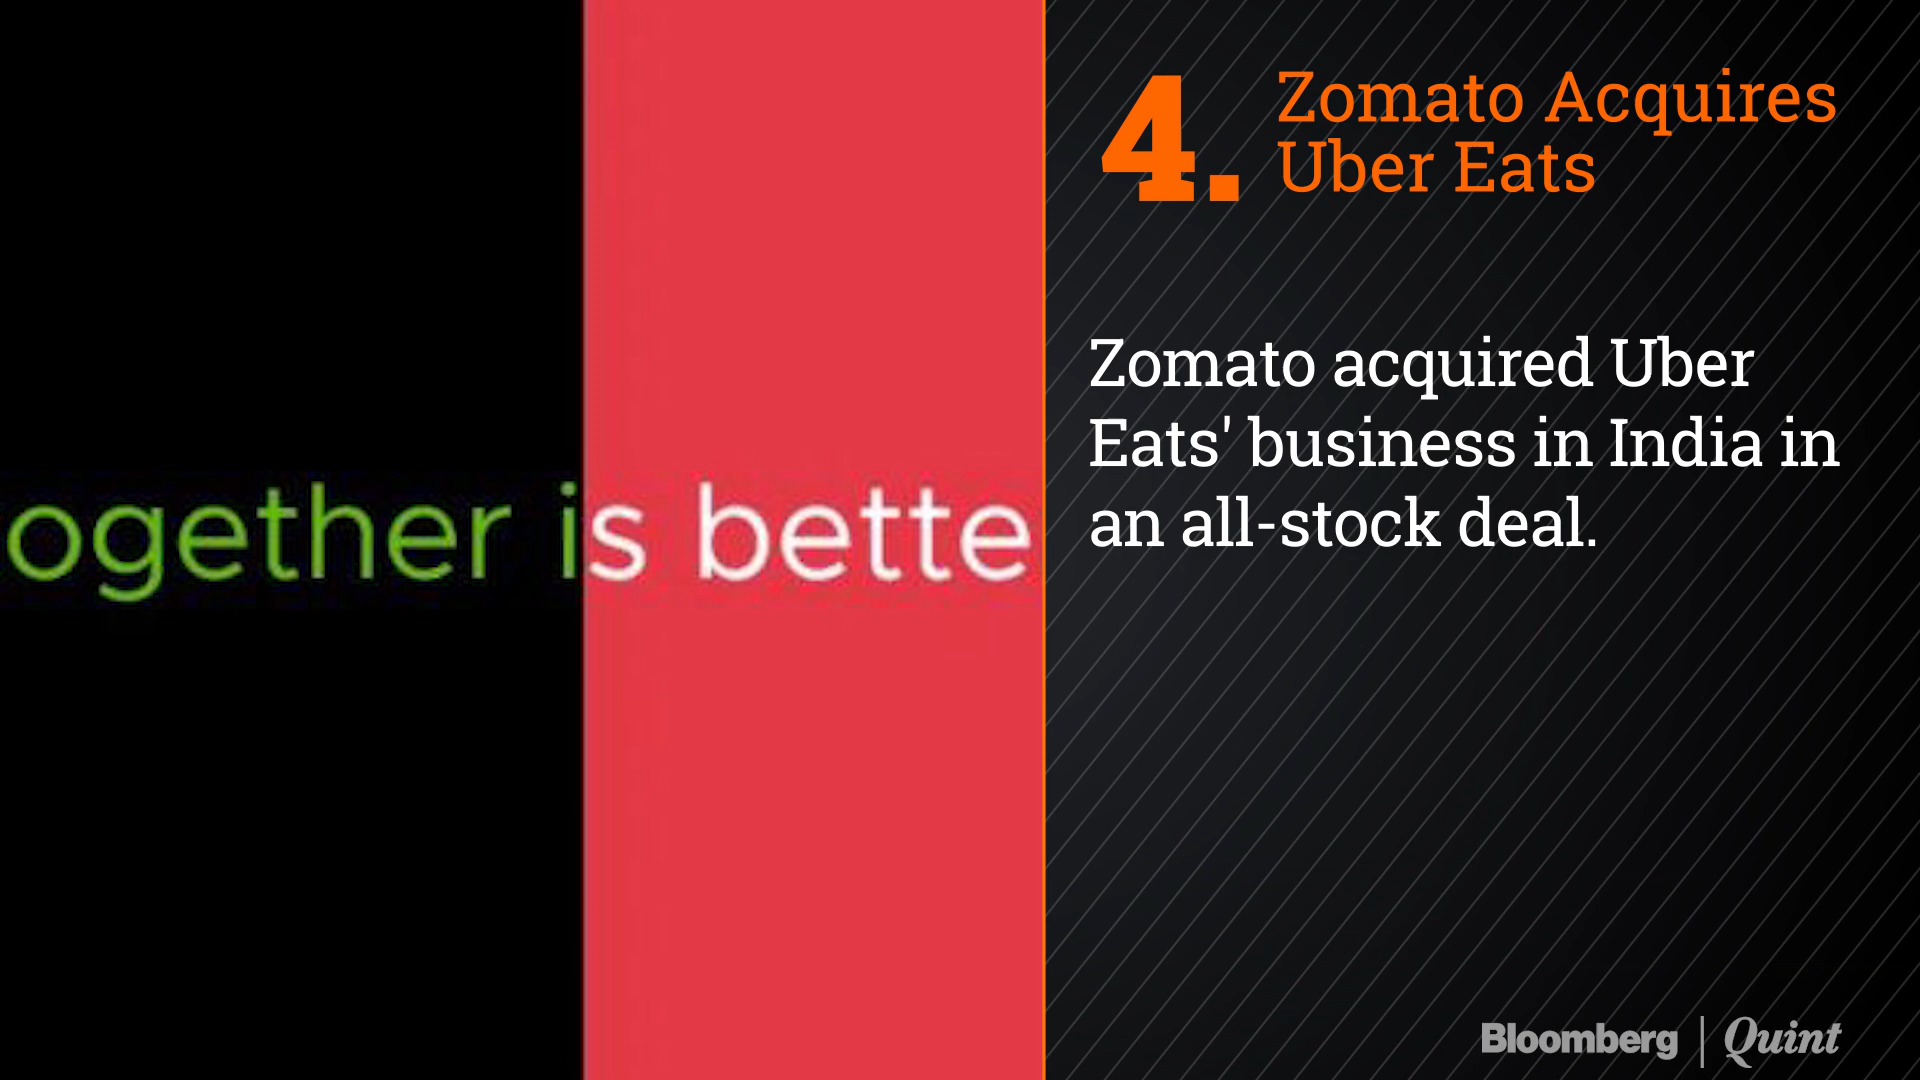 ogether is bette
4. Zomato Acquires
Uber Eats
Zomato acquired Uber
Eats' business in India in
an all-stock deal.
Bloomberg | Quint